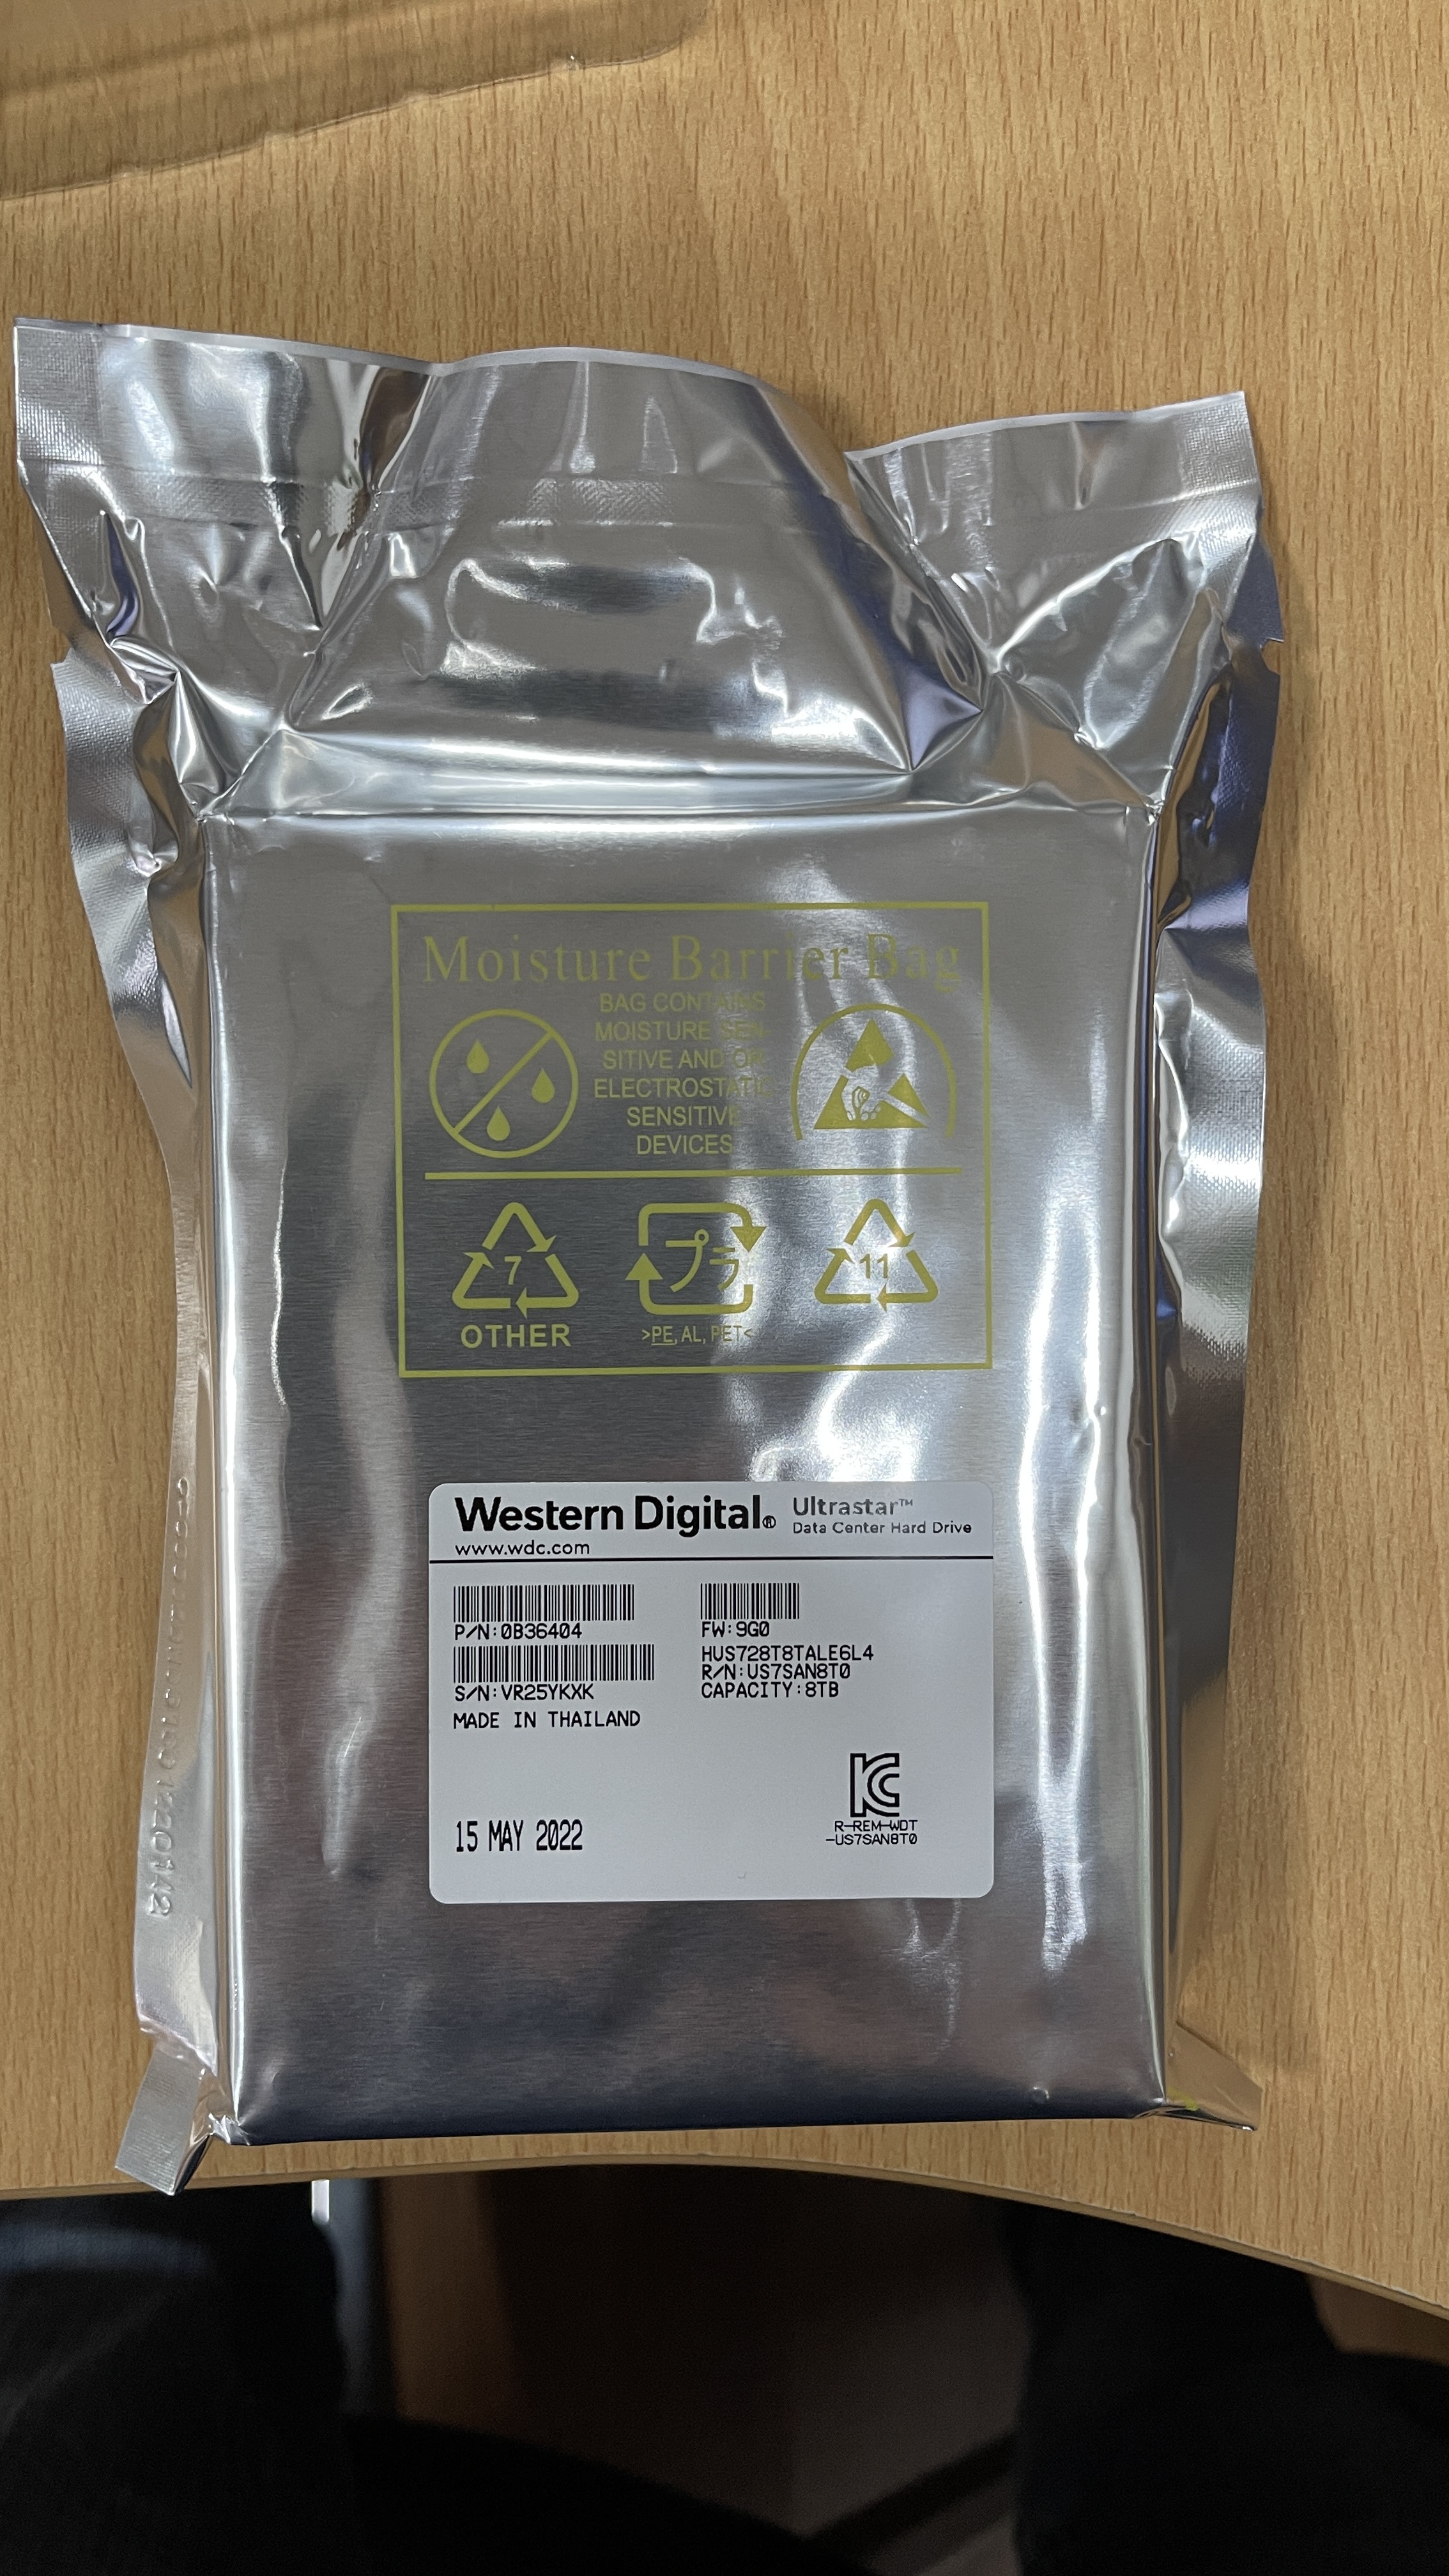 Moisture Barrier Bag
BAG CONTAINS
MOISTURE SEN-
SITIVE AND OR
ELECTROSTATIC
SENSITIVE
DEVICES
7
OTHER
プラ
>PE, AL, PET<
11
Western Digital® Ultrastar™
Data Center Hard Drive
www.wdc.com
P/N:0B36404
S/N:VR25YKXK
MADE IN THAILAND
FW:9G0
HUS728T8TALE6L4
R/N:US7SAN8T0
CAPACITY:8TB
15 MAY 2022
R-REM-WDT
-US7SAN8T0